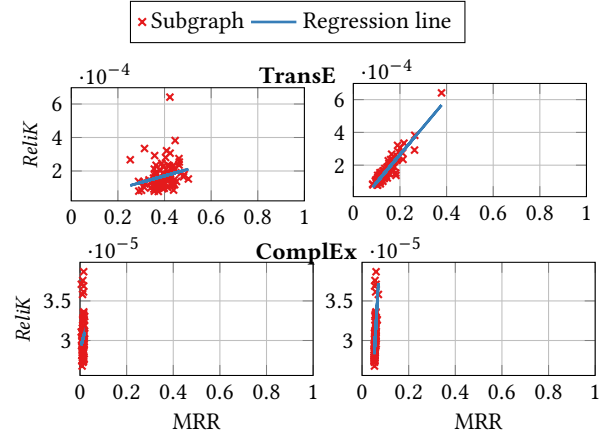 Subgraph Regression line
TransE
·10⁻⁴ ·10⁻⁴
6 6
4 4
2 2
ReliK
0 0.2 0.4 0.6 0.8 1 0 0.2 0.4 0.6 0.8 1
ComplEx
·10⁻⁵ ·10⁻⁵
3.5 3.5
3 3
ReliK
0 0.2 0.4 0.6 0.8 1 0 0.2 0.4 0.6 0.8 1
MRR MRR